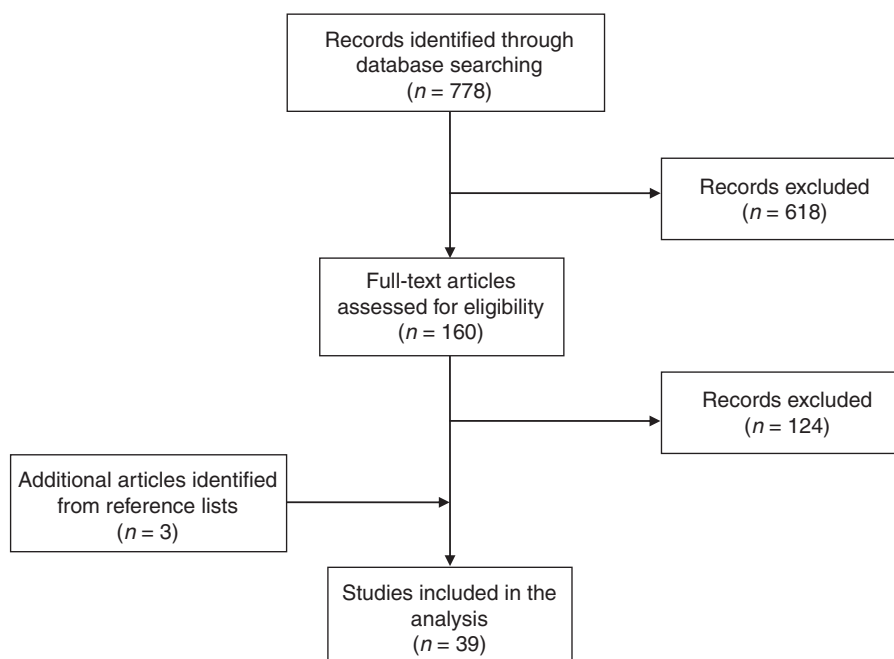 Records identified through
database searching
(n = 778)
Records excluded
(n = 618)
Full-text articles
assessed for eligibility
(n = 160)
Records excluded
(n = 124)
Additional articles identified
from reference lists
(n = 3)
Studies included in the
analysis
(n = 39)